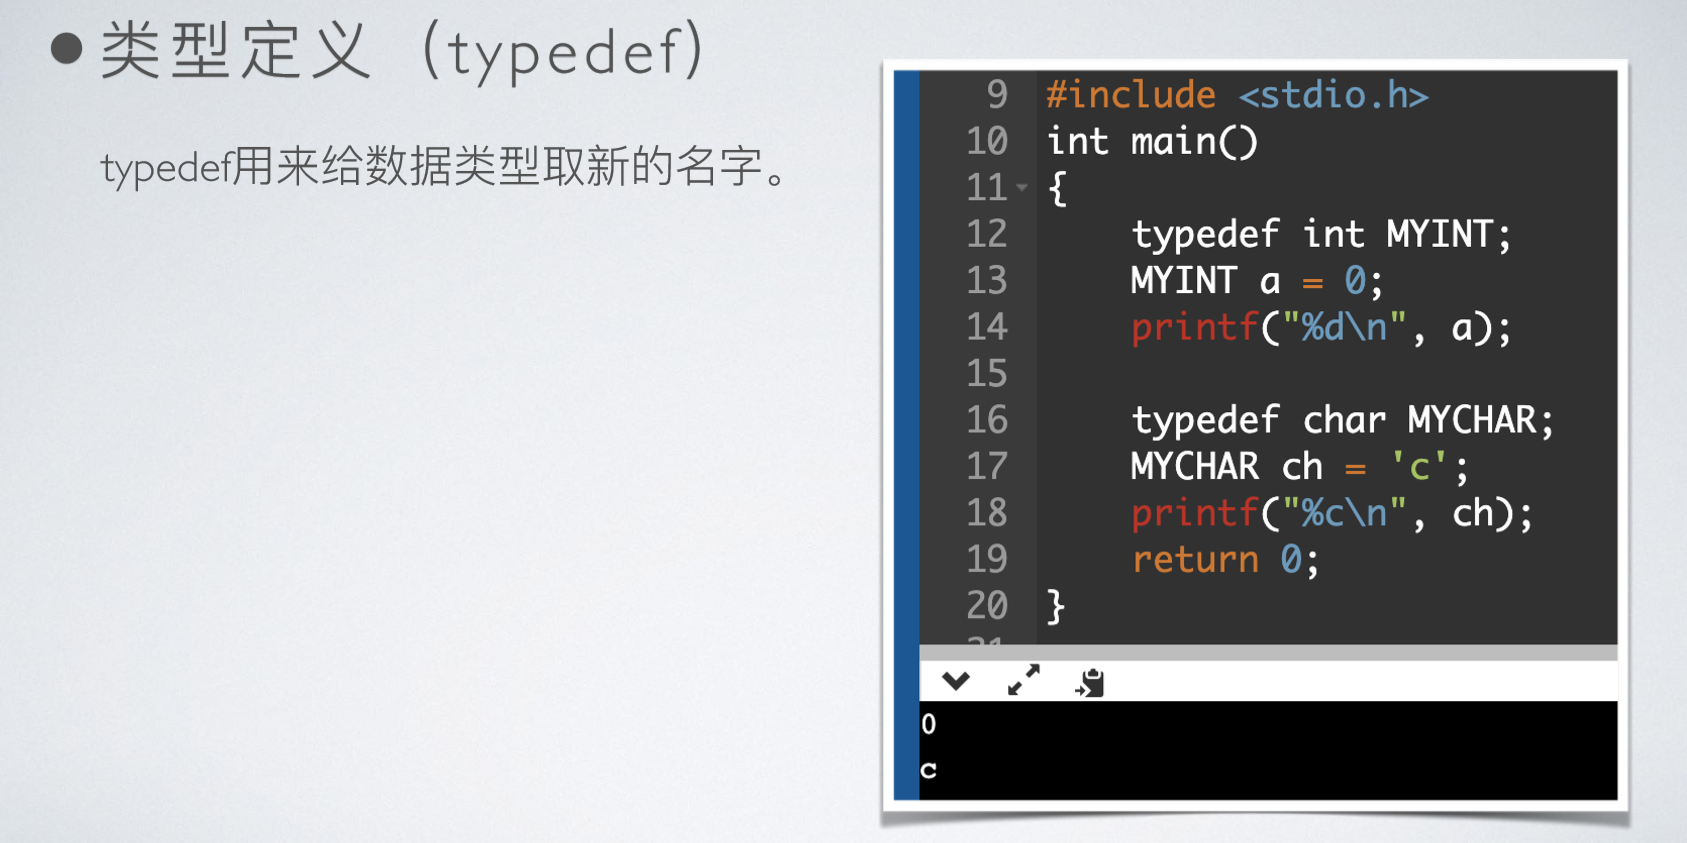 ●类型定义（typedef）
typedef用来给数据类型取新的名字。
9 #include <stdio.h>
10 int main()
11 {
12     typedef int MYINT;
13     MYINT a = 0;
14     printf("%d\n", a);
15
16     typedef char MYCHAR;
17     MYCHAR ch = 'c';
18     printf("%c\n", ch);
19     return 0;
20 }
0
c